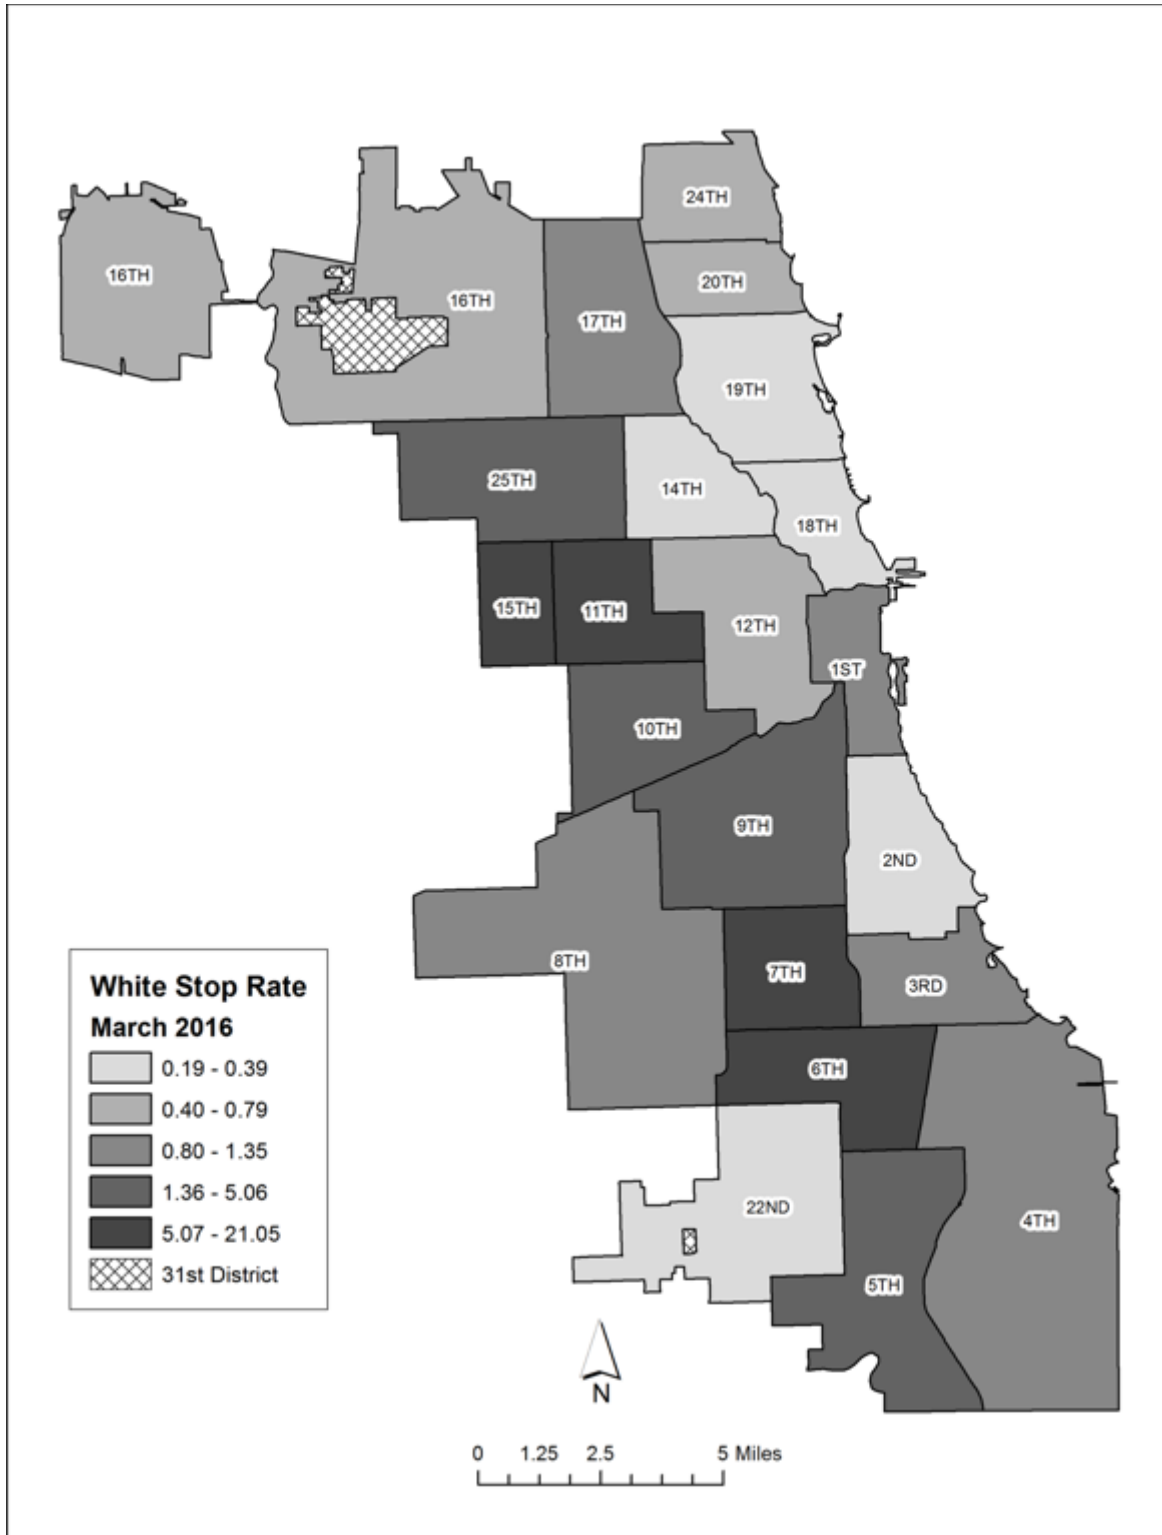 24TH
16TH
20TH
16TH
17TH
19TH
25TH
14TH
18TH
15TH
11TH
12TH
1ST
10TH
9TH
2ND
8TH
7TH
3RD
6TH
22ND
4TH
5TH
White Stop Rate
March 2016
0.19 - 0.39
0.40 - 0.79
0.80 - 1.35
1.36 - 5.06
5.07 - 21.05
31st District
N
0 1.25 2.5 5 Miles